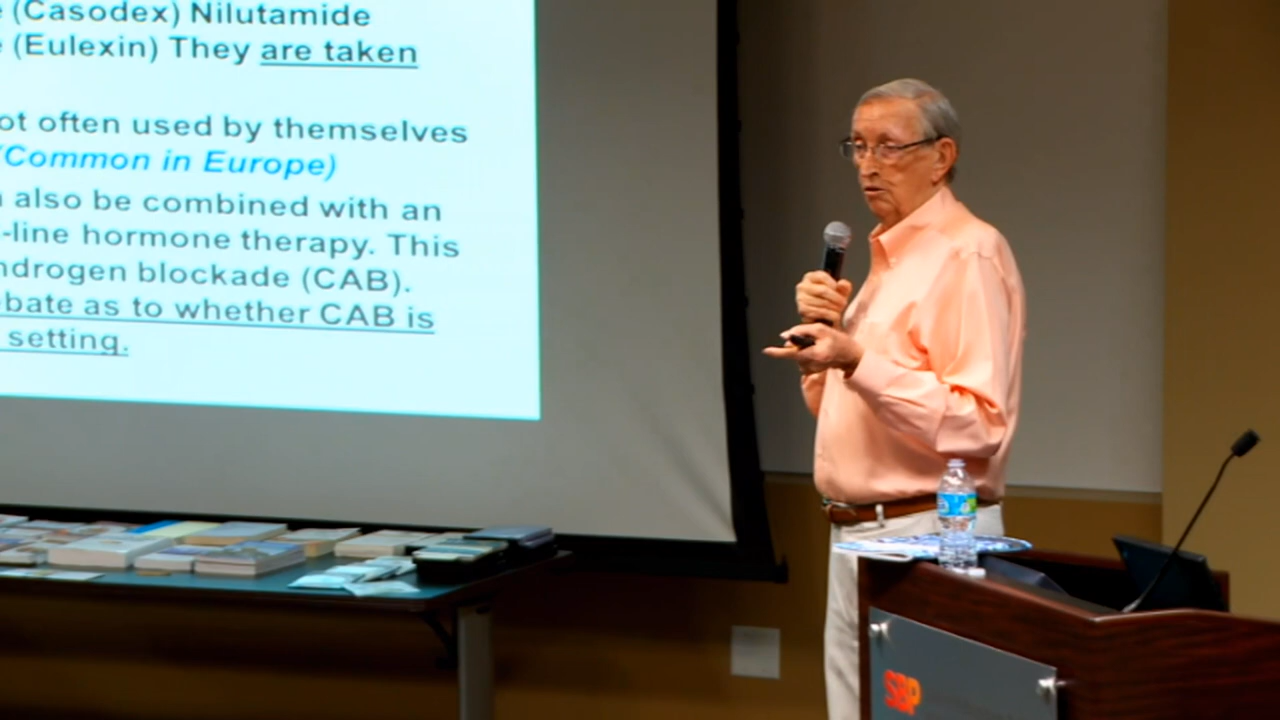 (Casodex) Nilutamide
(Eulexin) They are taken
often used by themselves
(Common in Europe)
also be combined with an
-line hormone therapy. This
ndrogen blockade (CAB).
bate as to whether CAB is
setting.
SBP